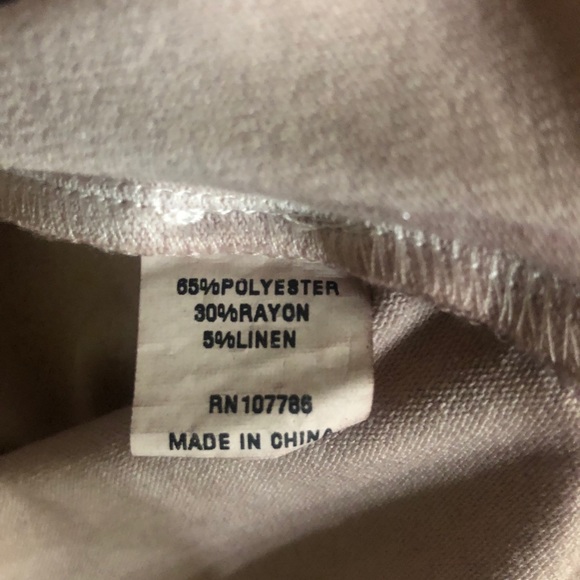 65%POLYESTER
30%RAYON
5%LINEN
RN107766
MADE IN CHINA